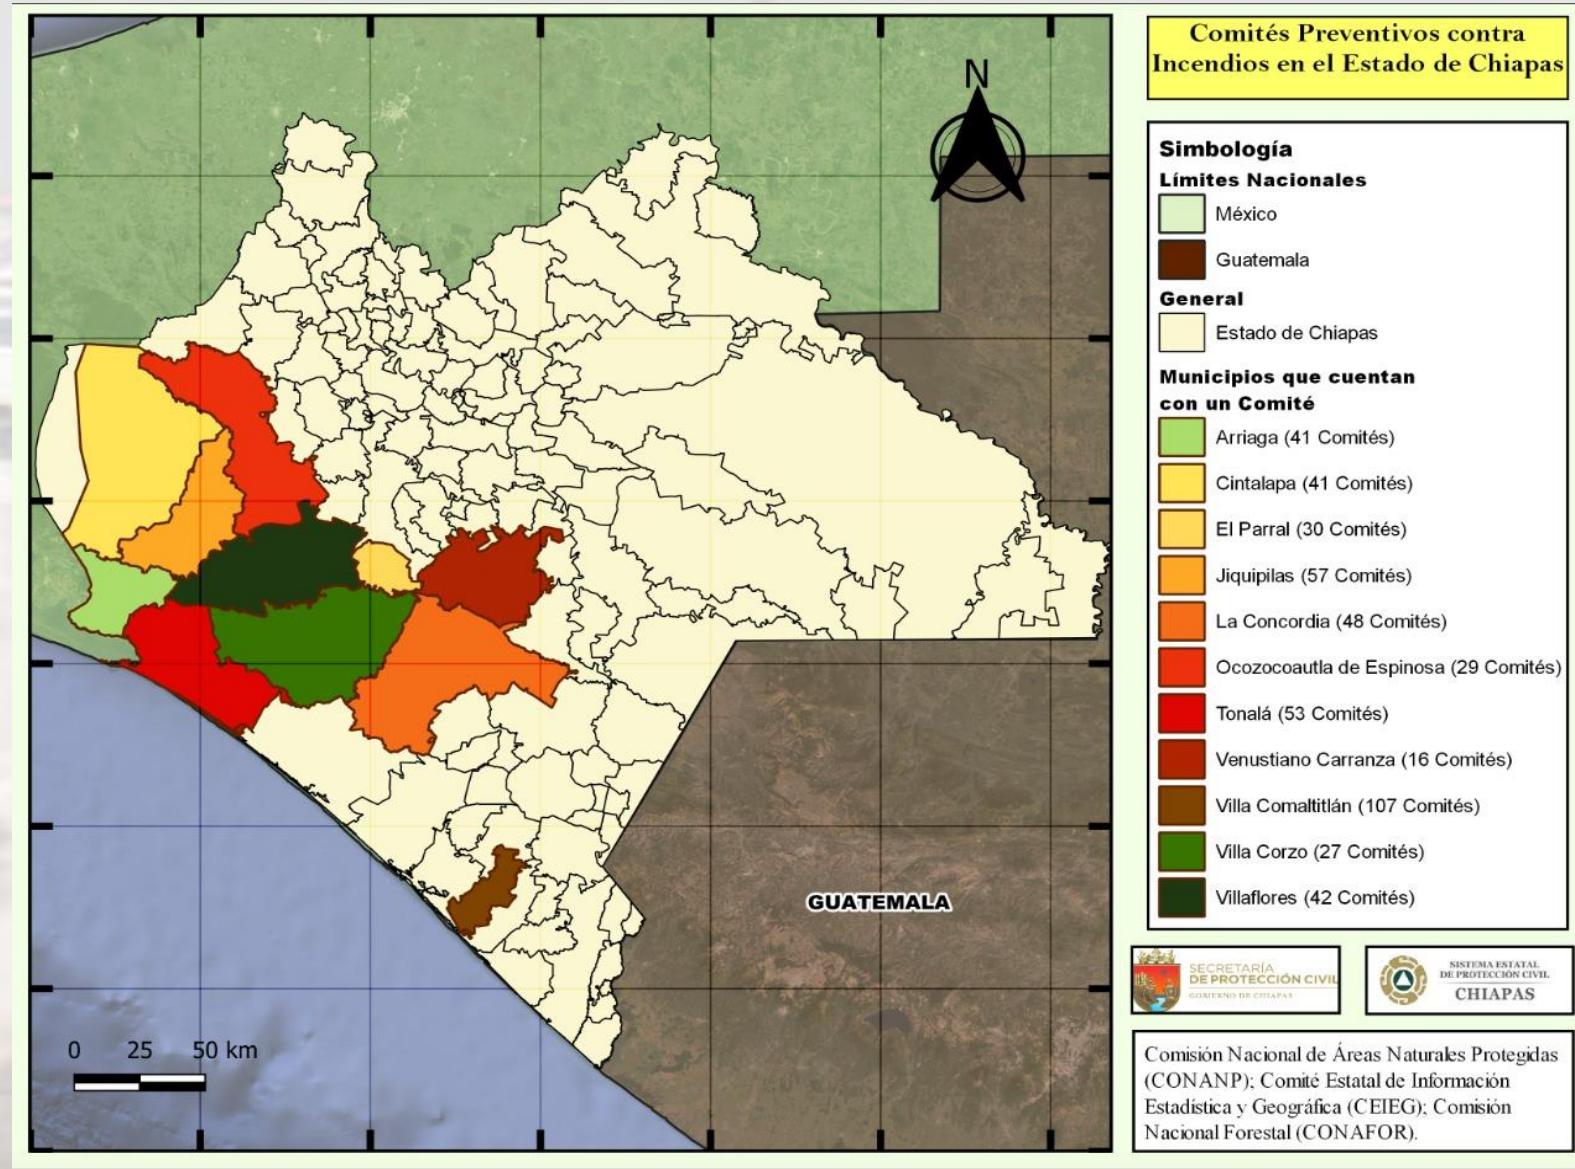 Comités Preventivos contra
Incendios en el Estado de Chiapas
N
Simbología
Límites Nacionales
México
Guatemala
General
Estado de Chiapas
Municipios que cuentan
con un Comité
Arriaga (41 Comités)
Cintalapa (41 Comités)
El Parral (30 Comités)
Jiquipilas (57 Comités)
La Concordia (48 Comités)
Ocozocoautla de Espinosa (29 Comités)
Tonalá (53 Comités)
Venustiano Carranza (16 Comités)
Villa Comaltitlán (107 Comités)
Villa Corzo (27 Comités)
Villaflores (42 Comités)
GUATEMALA
0 25 50 km
SECRETARÍA
DE PROTECCIÓN CIVIL
GOBIERNO DE CHIAPAS
SISTEMA ESTATAL
DE PROTECCIÓN CIVIL
CHIAPAS
Comisión Nacional de Áreas Naturales Protegidas
(CONANP); Comité Estatal de Información
Estadística y Geográfica (CEIEG); Comisión
Nacional Forestal (CONAFOR).